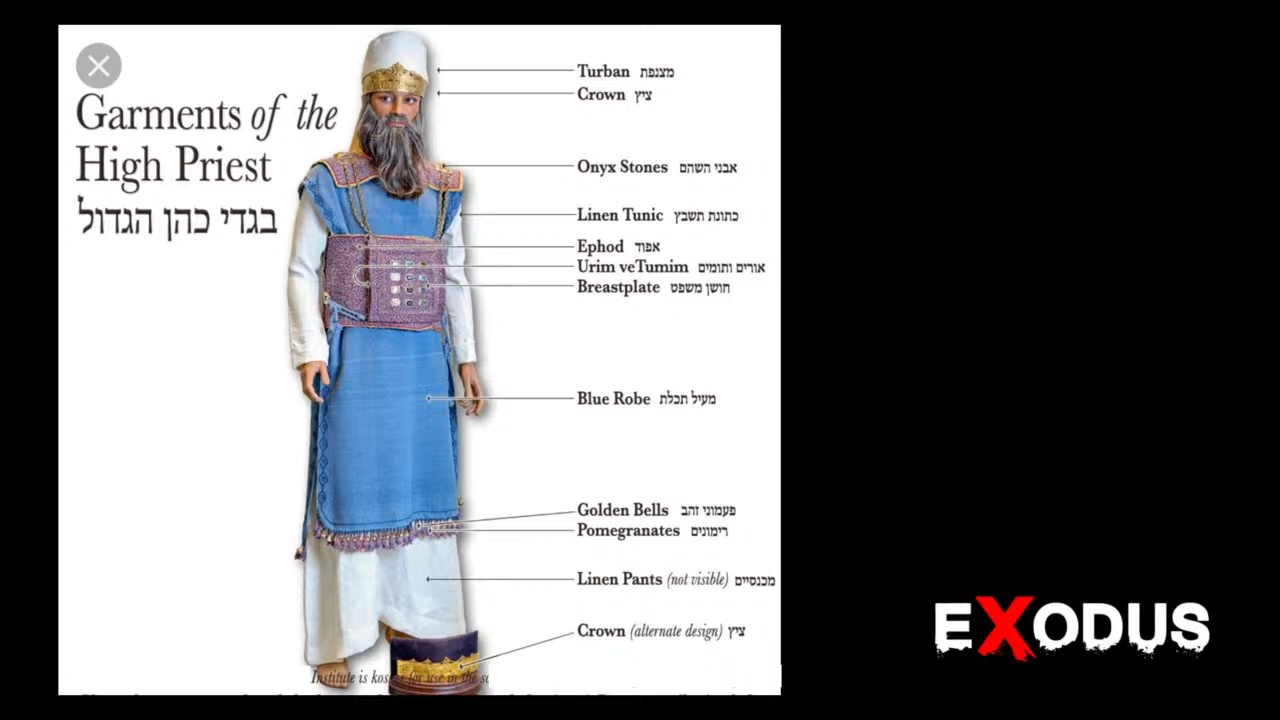 Garments of the
High Priest
בגדי כהן הגדול
Turban מצנפת
Crown ציץ
Onyx Stones אבני השהם
Linen Tunic כתונת תשבץ
Ephod אפוד
Urim veTumim אורים ותומים
Breastplate חושן משפט
Blue Robe מעיל תכלת
Golden Bells פעמוני זהב
Pomegranates רימונים
Linen Pants (not visible) מכנסיים
Crown (alternate design) ציץ
Institute is kos for use in the
EXODUS